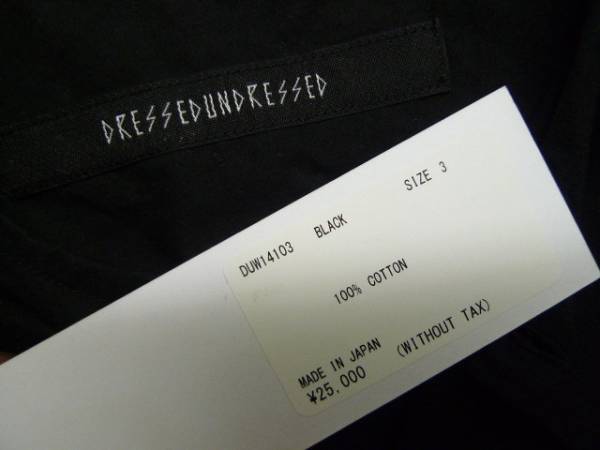 DRESSEDUNDRESSED
DUW14103 BLACK SIZE 3
100% COTTON
MADE IN JAPAN
¥25,000 (WITHOUT TAX)